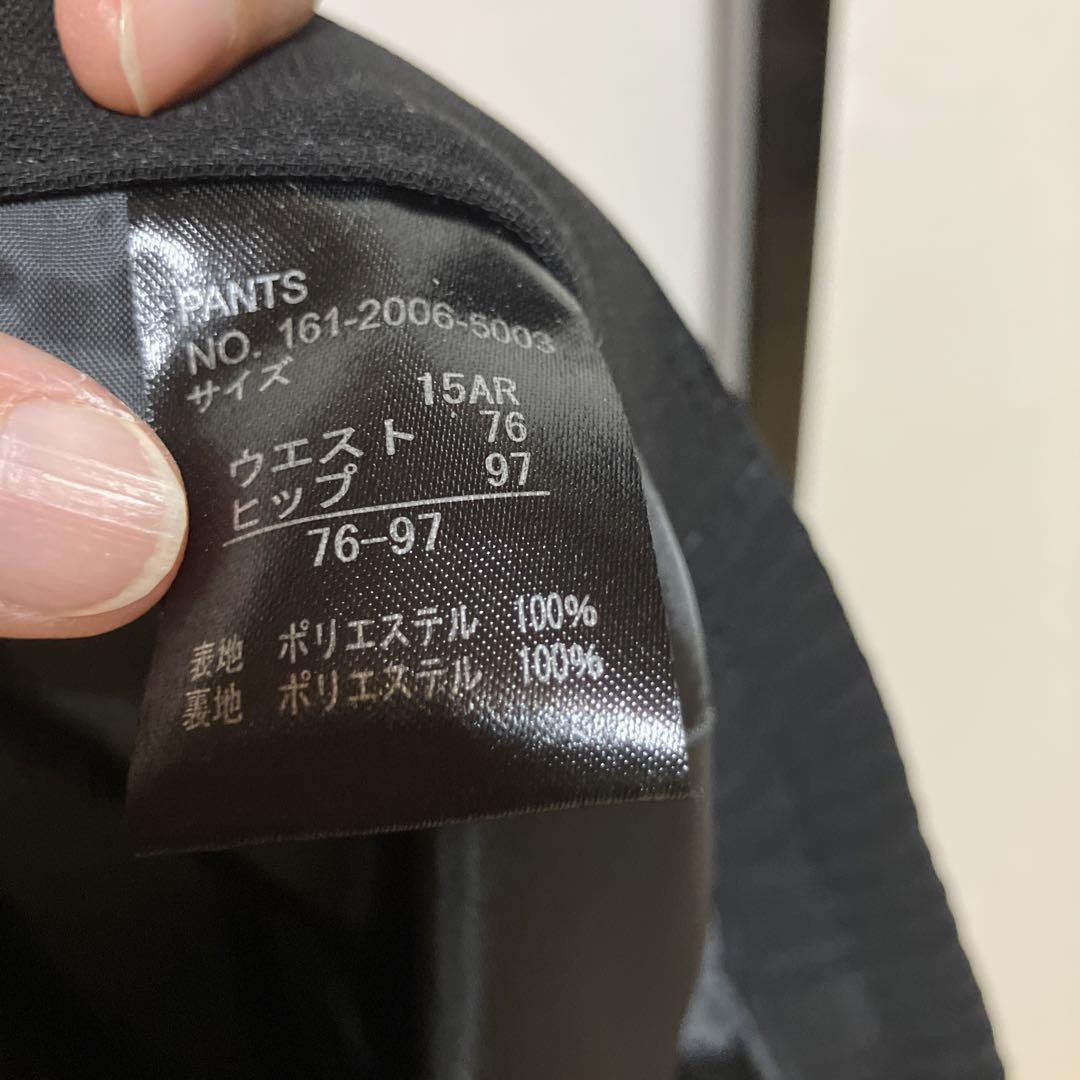 PANTS
NO. 161-2006-5003
サイズ
15AR
ウエスト 76
ヒップ 97
76-97
表地 ポリエステル 100%
裏地 ポリエステル 100%